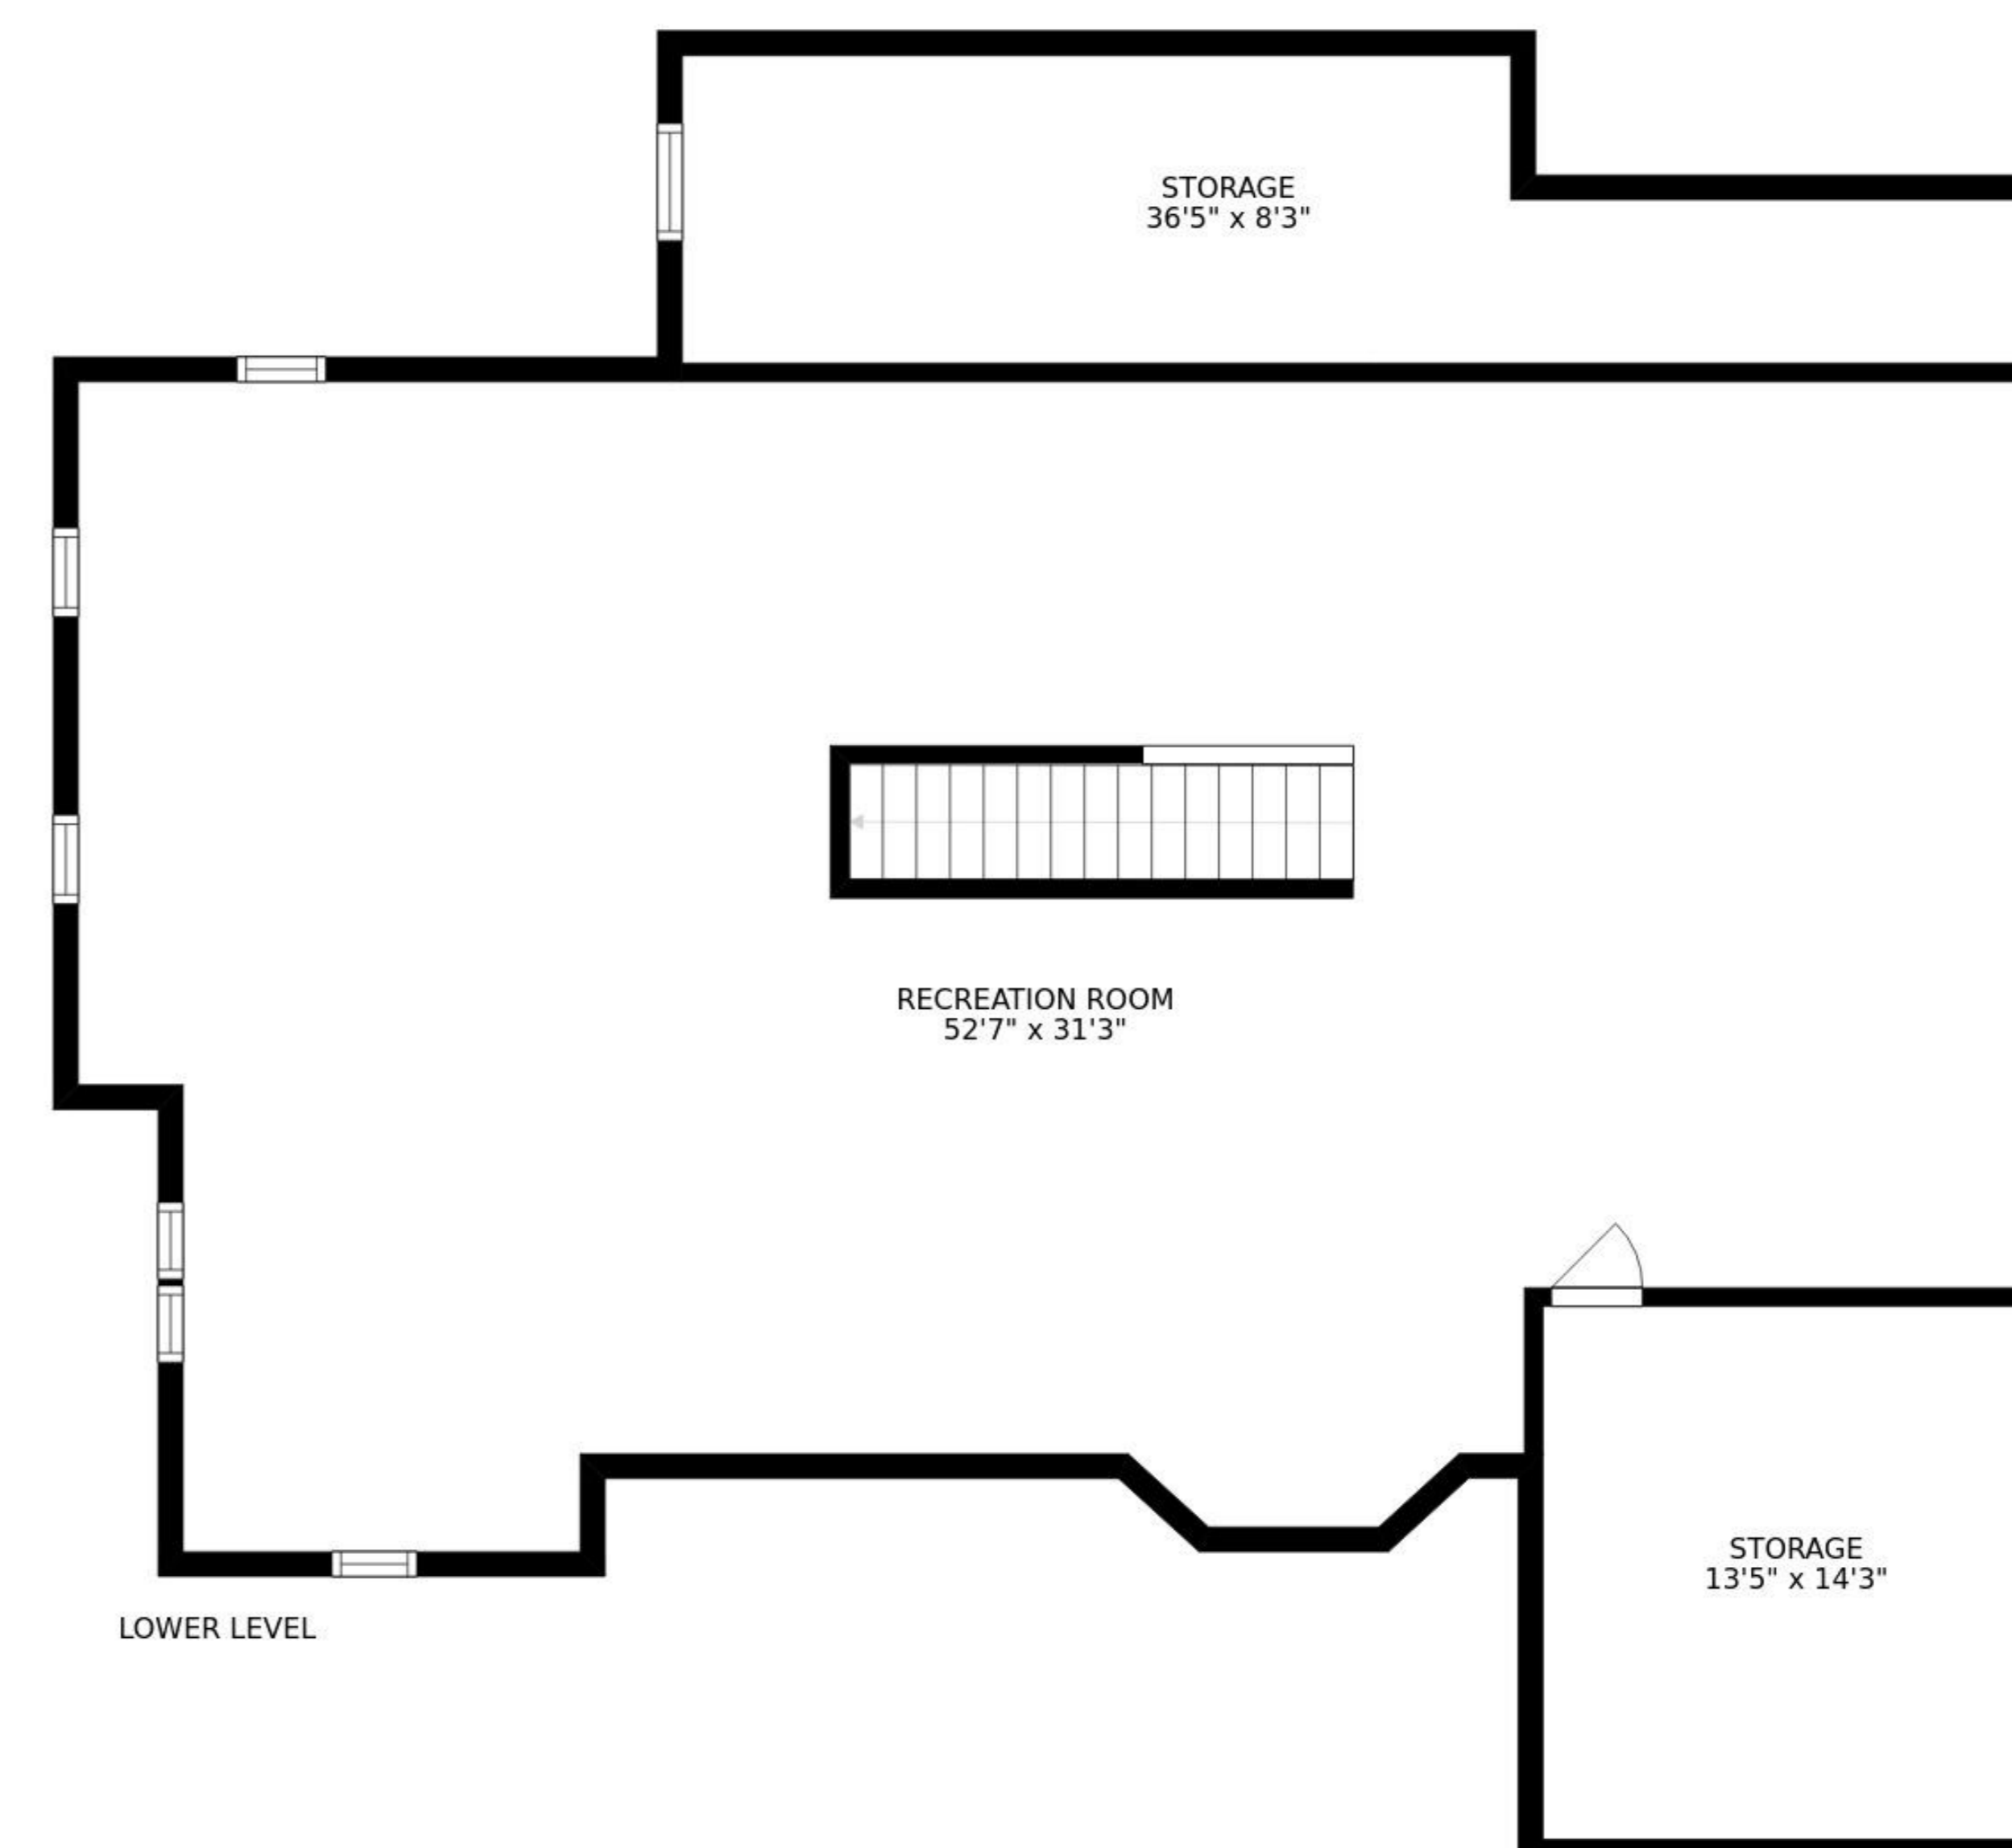 STORAGE
36'5" x 8'3"
RECREATION ROOM
52'7" x 31'3"
STORAGE
13'5" x 14'3"
LOWER LEVEL